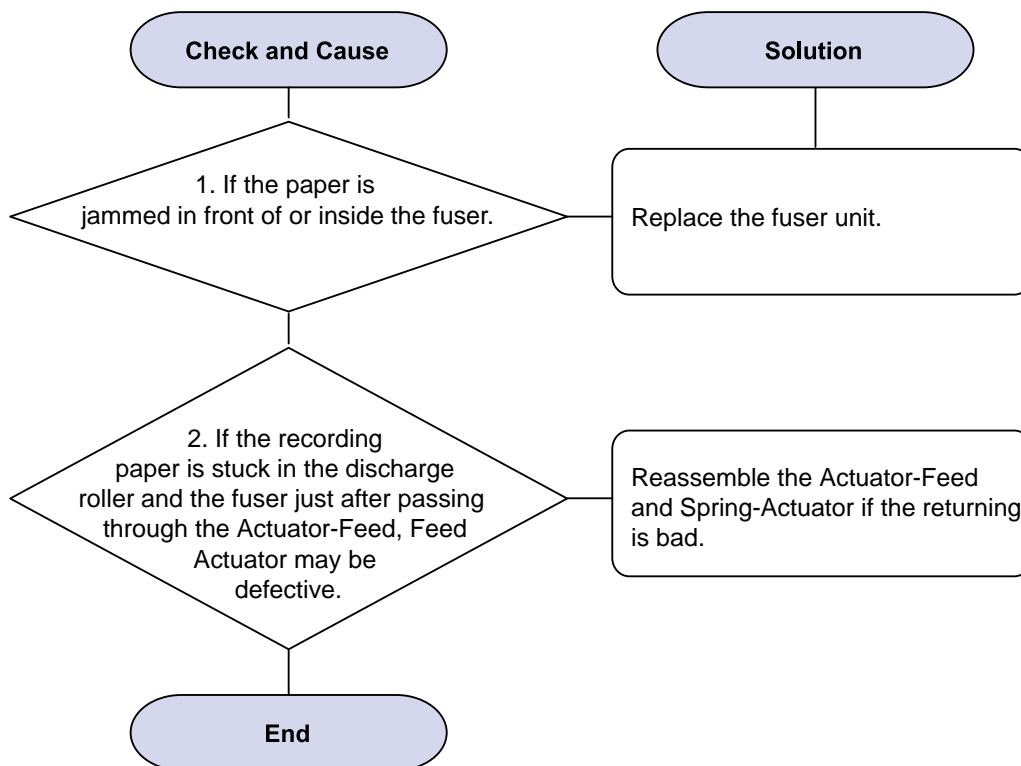 Check and Cause
Solution
1. If the paper is
jammed in front of or inside the fuser.
Replace the fuser unit.
2. If the recording
paper is stuck in the discharge
roller and the fuser just after passing
through the Actuator-Feed, Feed
Actuator may be
defective.
Reassemble the Actuator-Feed
and Spring-Actuator if the returning
is bad.
End